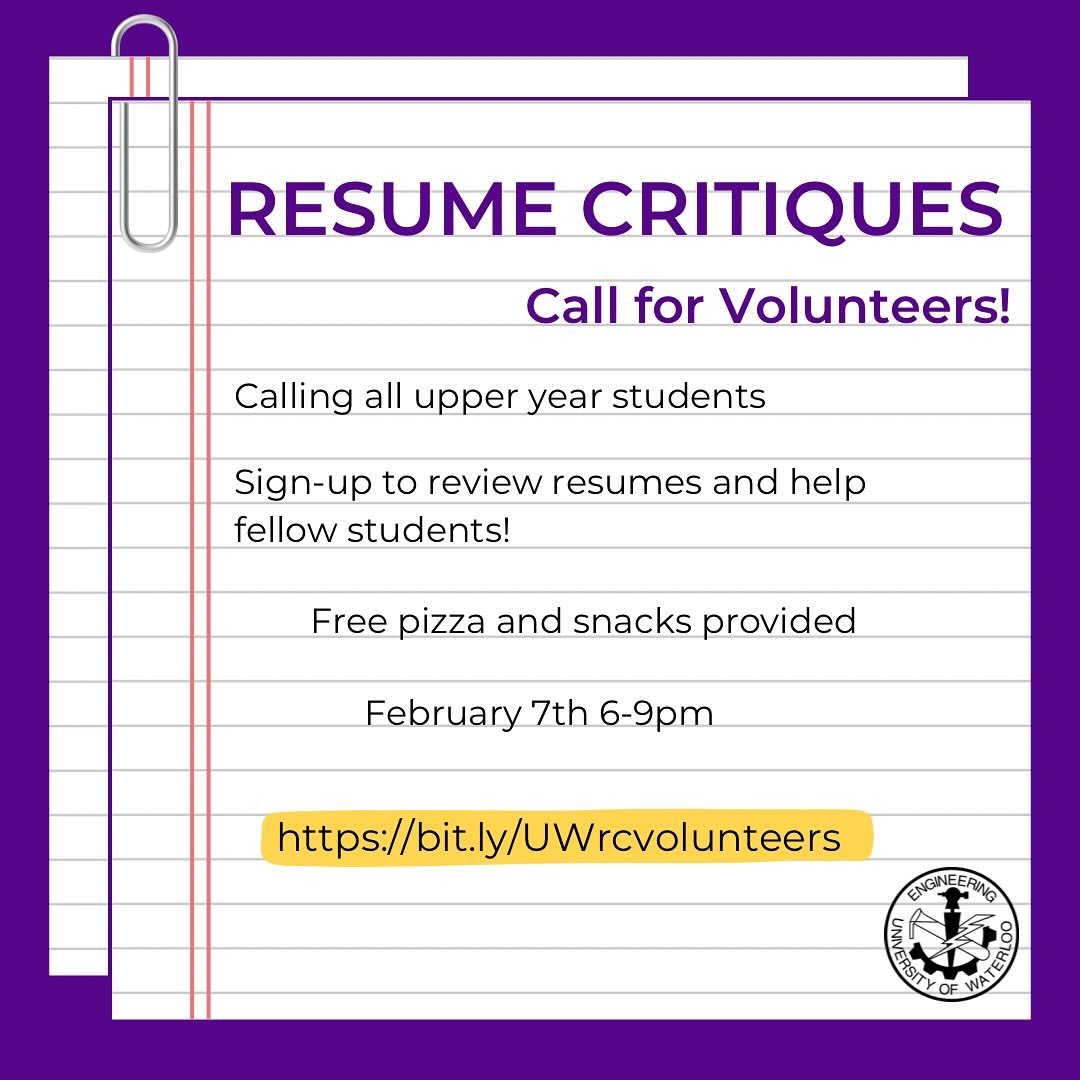 RESUME CRITIQUES
Call for Volunteers!
Calling all upper year students
Sign-up to review resumes and help
fellow students!
Free pizza and snacks provided
February 7th 6-9pm
https://bit.ly/UWrcvolunteers
ENGINEERING
UNIVERSITY OF WATERLOO